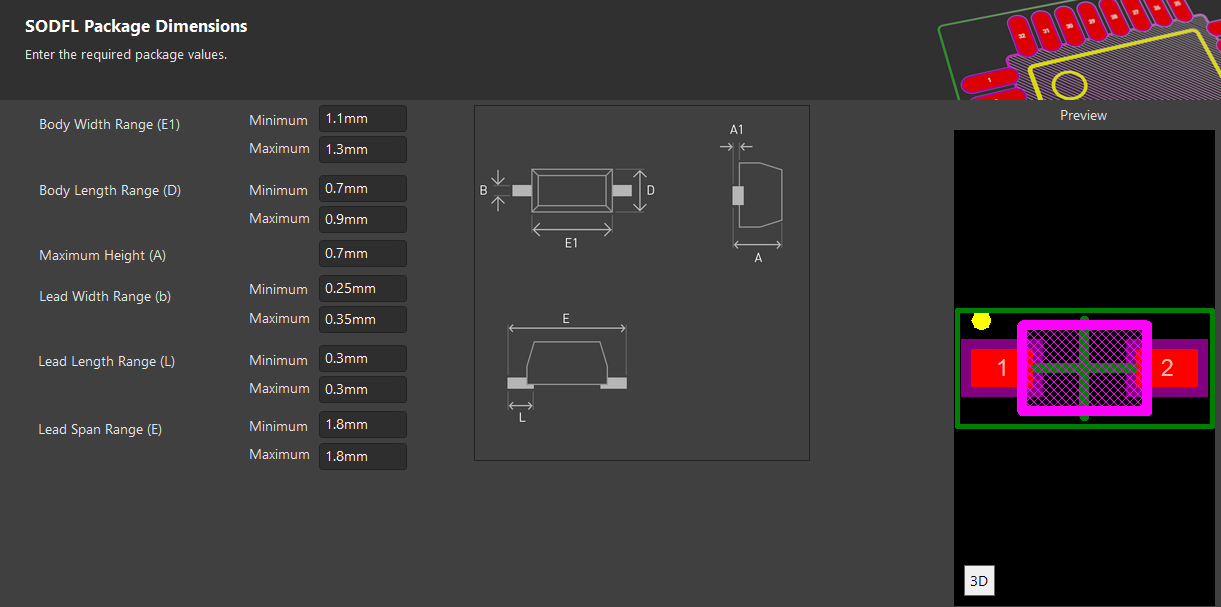 SODFL Package Dimensions
Enter the required package values.
Preview
Body Width Range (E1)
Minimum 1.1mm
Maximum 1.3mm
Body Length Range (D)
Minimum 0.7mm
Maximum 0.9mm
Maximum Height (A)
0.7mm
Lead Width Range (b)
Minimum 0.25mm
Maximum 0.35mm
Lead Length Range (L)
Minimum 0.3mm
Maximum 0.3mm
Lead Span Range (E)
Minimum 1.8mm
Maximum 1.8mm
A1
B
D
E1
A
E
L
1
2
3D